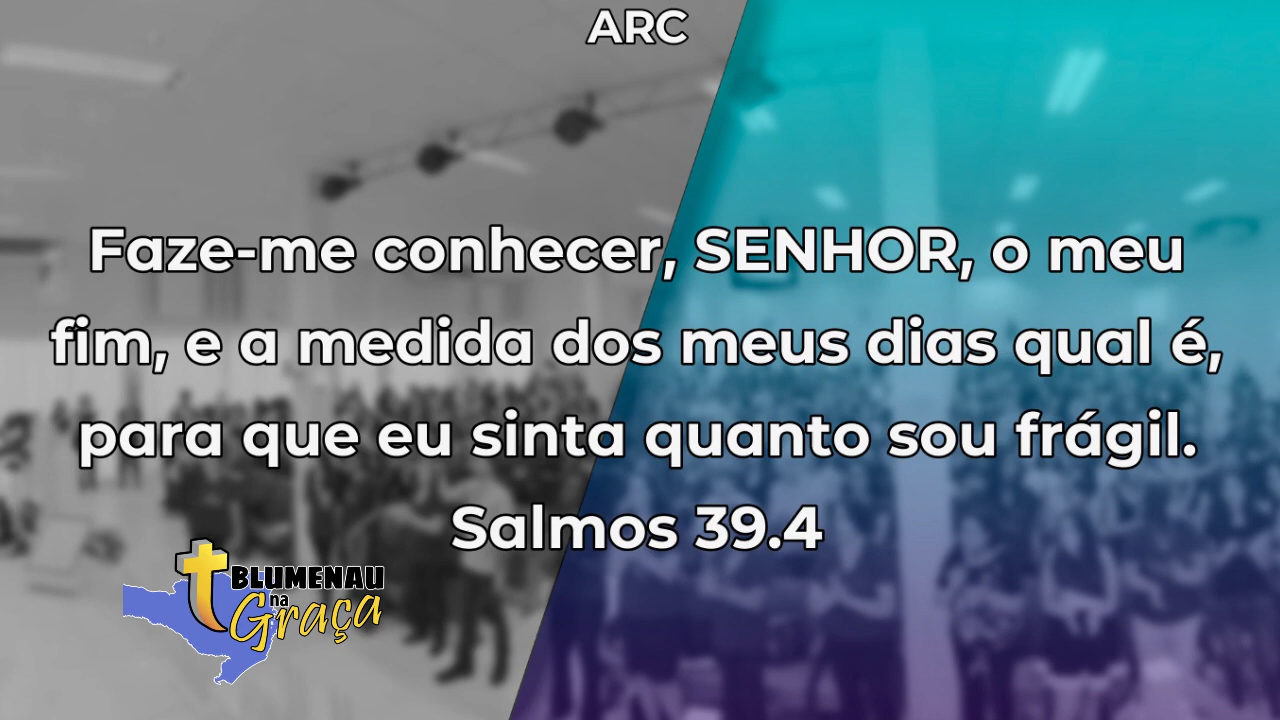 ARC
Faze-me conhecer, SENHOR, o meu
fim, e a medida dos meus dias qual é,
para que eu sinta quanto sou frágil.
Salmos 39.4
BLUMENAU
na
Graça